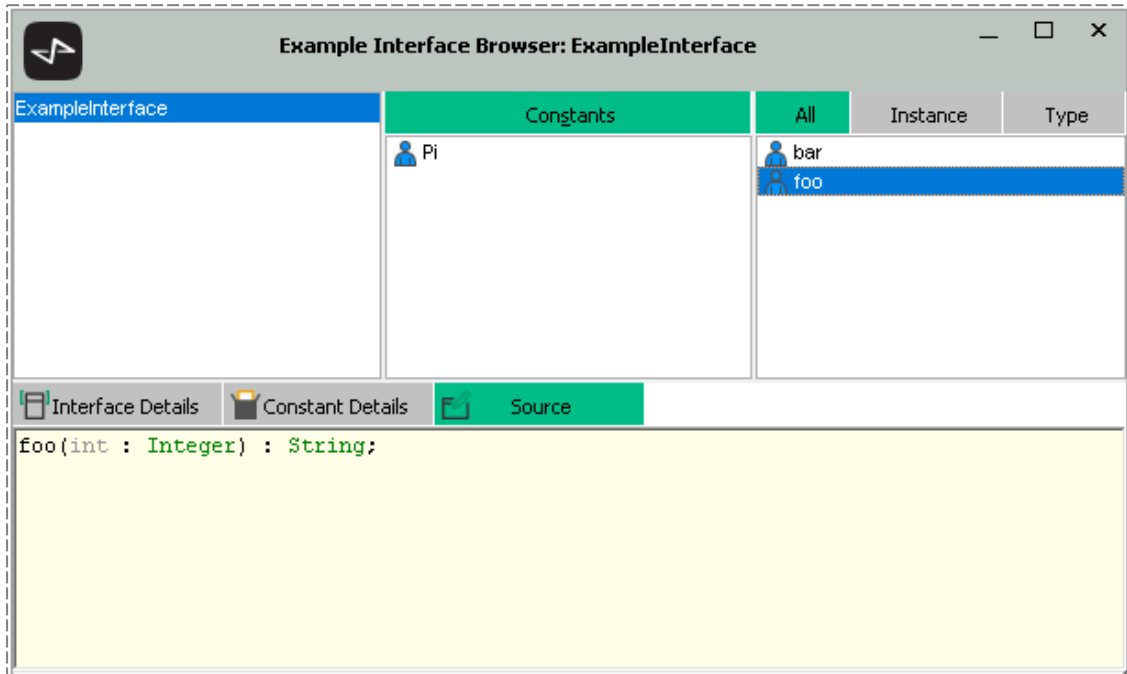 Example Interface Browser: ExampleInterface
ExampleInterface
Constants
All
Instance
Type
Pi
bar
foo
Interface Details
Constant Details
Source
foo(int : Integer) : String;